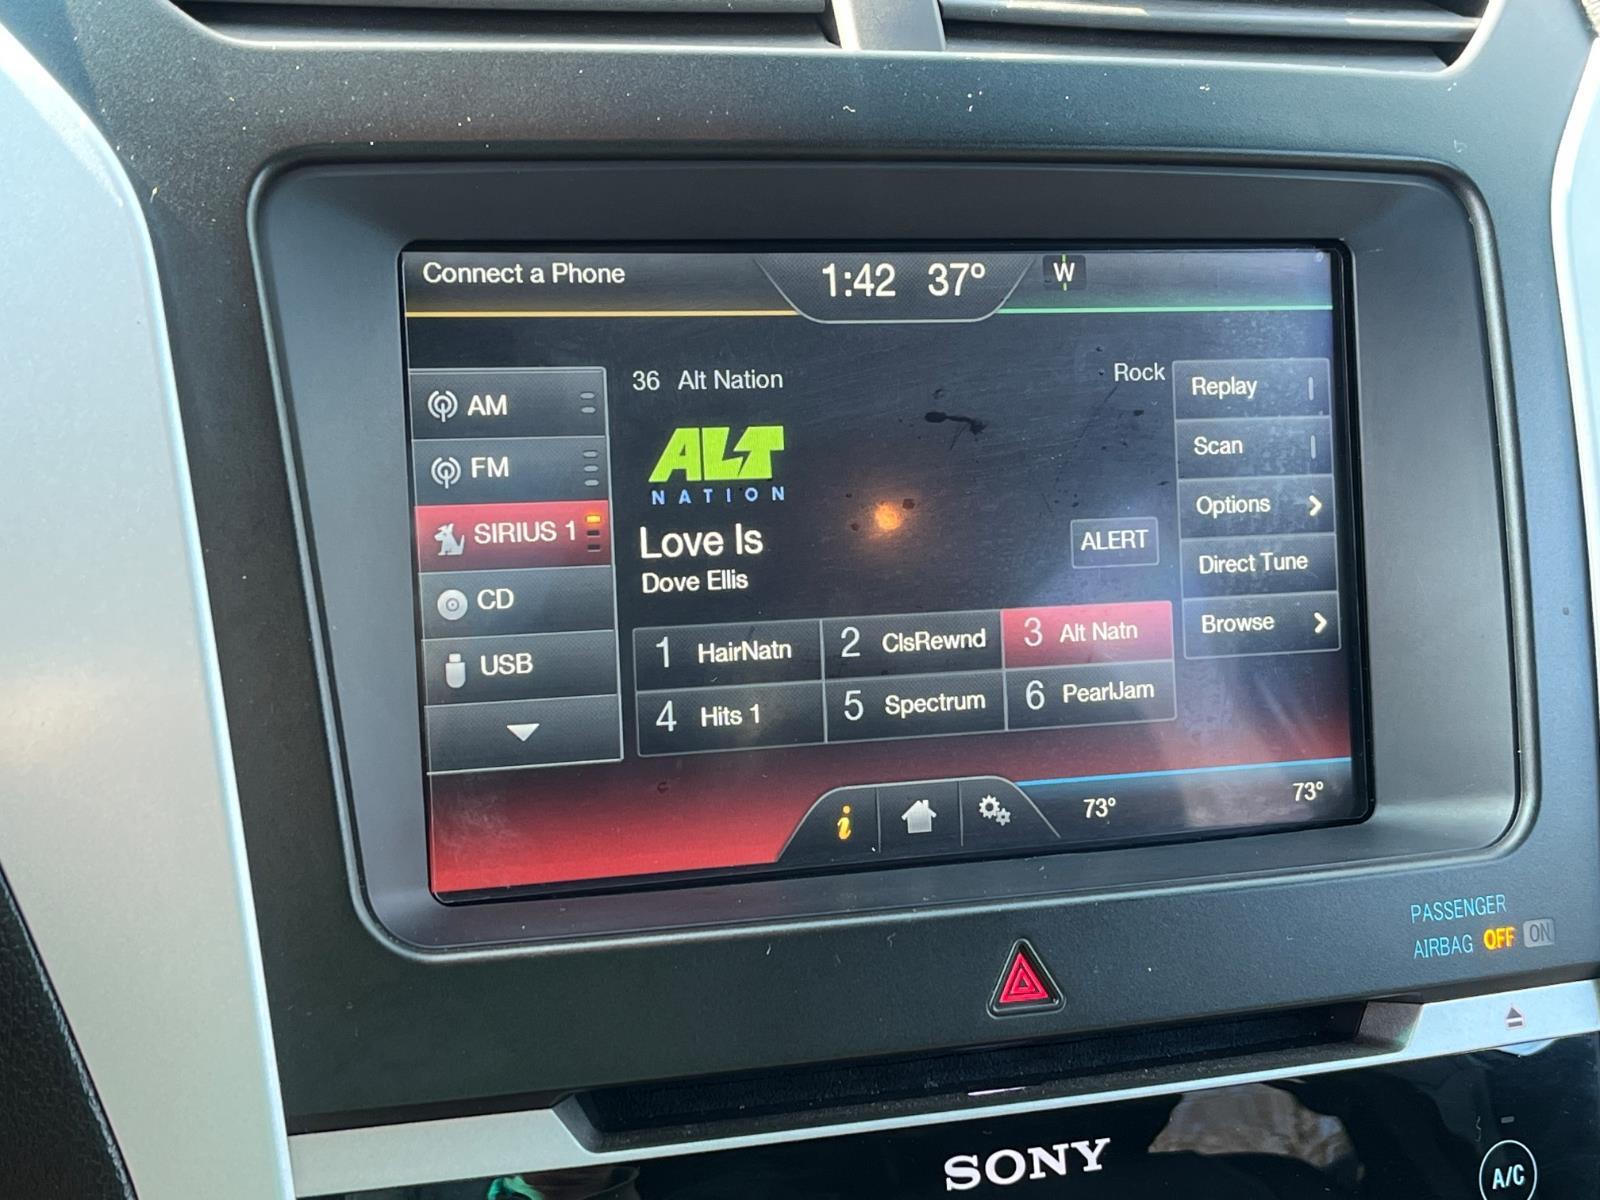 Connect a Phone
1:42 37° W
AM
FM
SIRIUS 1
CD
USB
36 Alt Nation
Rock
ALT
NATION
Love Is
Dove Ellis
ALERT
1 HairNatn
2 ClsRewnd
3 Alt Natn
4 Hits 1
5 Spectrum
6 PearlJam
Replay
Scan
Options
Direct Tune
Browse
i
73° 73°
PASSENGER
AIRBAG OFF ON
SONY
A/C